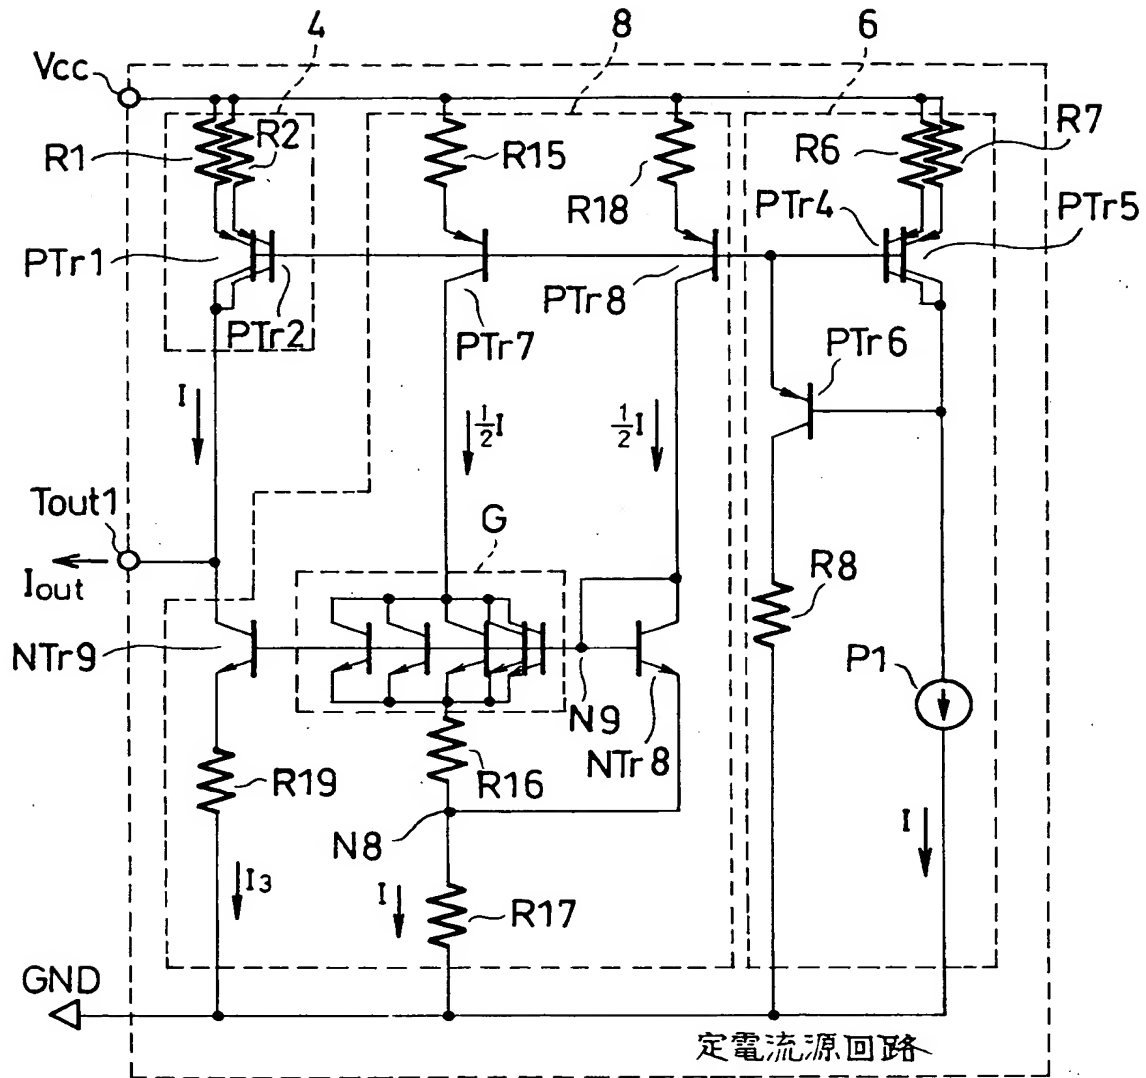 4
8
6
Vcc
R1
R2
R15
R18
R6
R7
PTr4
PTr5
PTr1
PTr2
PTr7
PTr8
PTr6
I
1/2 I
1/2 I
Tout1
G
Iout
R8
NTr9
P1
N9
NTr8
R19
R16
N8
I
I3
I
R17
GND
定電流源回路